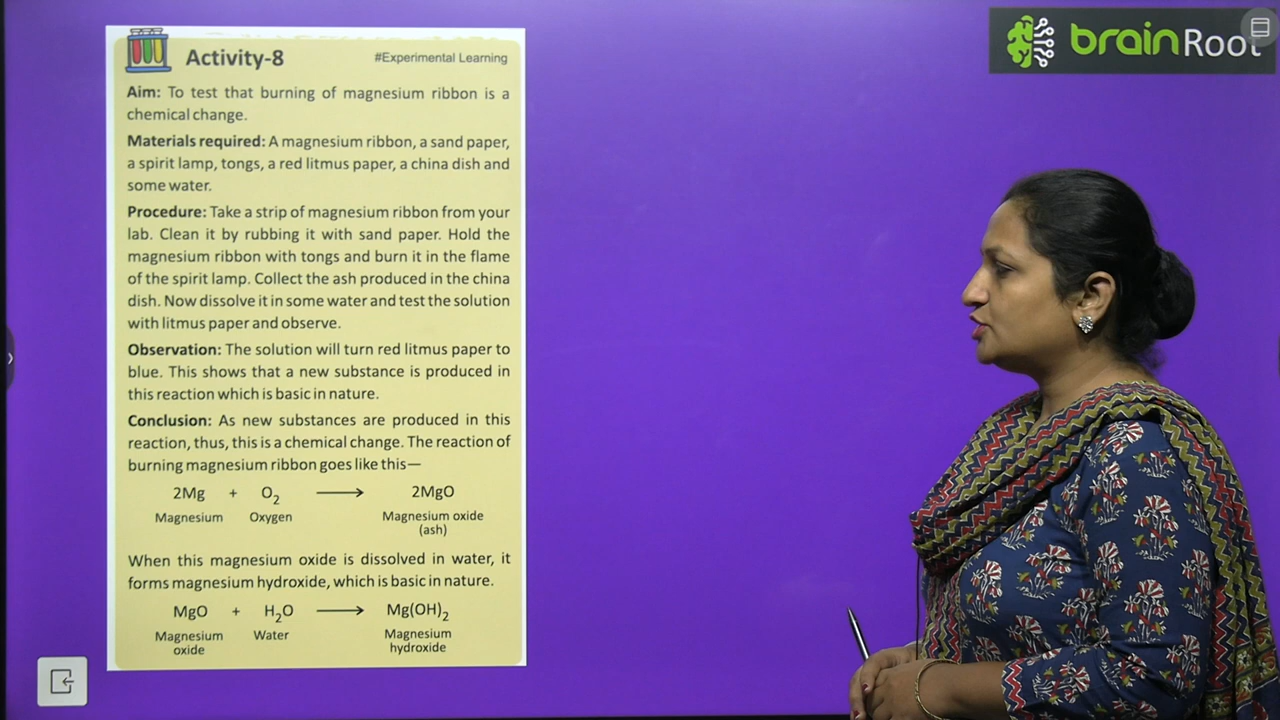 Activity-8
#Experimental Learning
brainRoot
Aim: To test that burning of magnesium ribbon is a
chemical change.
Materials required: A magnesium ribbon, a sand paper,
a spirit lamp, tongs, a red litmus paper, a china dish and
some water.
Procedure: Take a strip of magnesium ribbon from your
lab. Clean it by rubbing it with sand paper. Hold the
magnesium ribbon with tongs and burn it in the flame
of the spirit lamp. Collect the ash produced in the china
dish. Now dissolve it in some water and test the solution
with litmus paper and observe.
Observation: The solution will turn red litmus paper to
blue. This shows that a new substance is produced in
this reaction which is basic in nature.
Conclusion: As new substances are produced in this
reaction, thus, this is a chemical change. The reaction of
burning magnesium ribbon goes like this—
2Mg + O₂ ⟶ 2MgO
Magnesium Oxygen Magnesium oxide
(ash)
When this magnesium oxide is dissolved in water, it
forms magnesium hydroxide, which is basic in nature.
MgO + H₂O ⟶ Mg(OH)₂
Magnesium Water Magnesium
oxide hydroxide